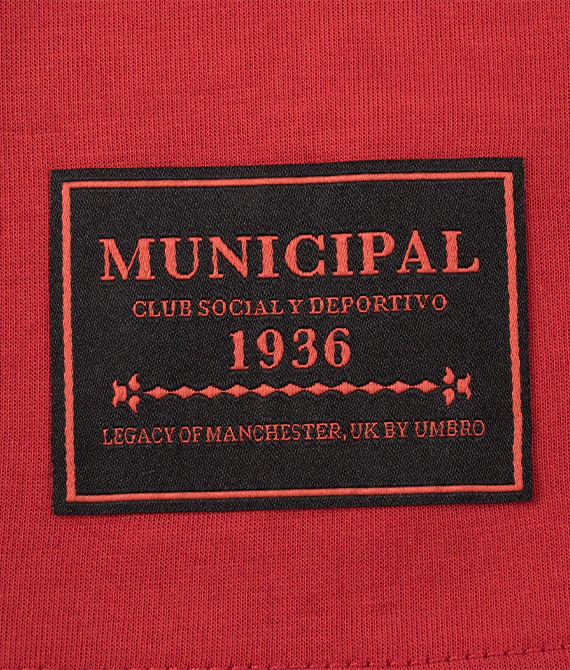 MUNICIPAL
CLUB SOCIAL Y DEPORTIVO
1936
LEGACY OF MANCHESTER, UK BY UMBRO